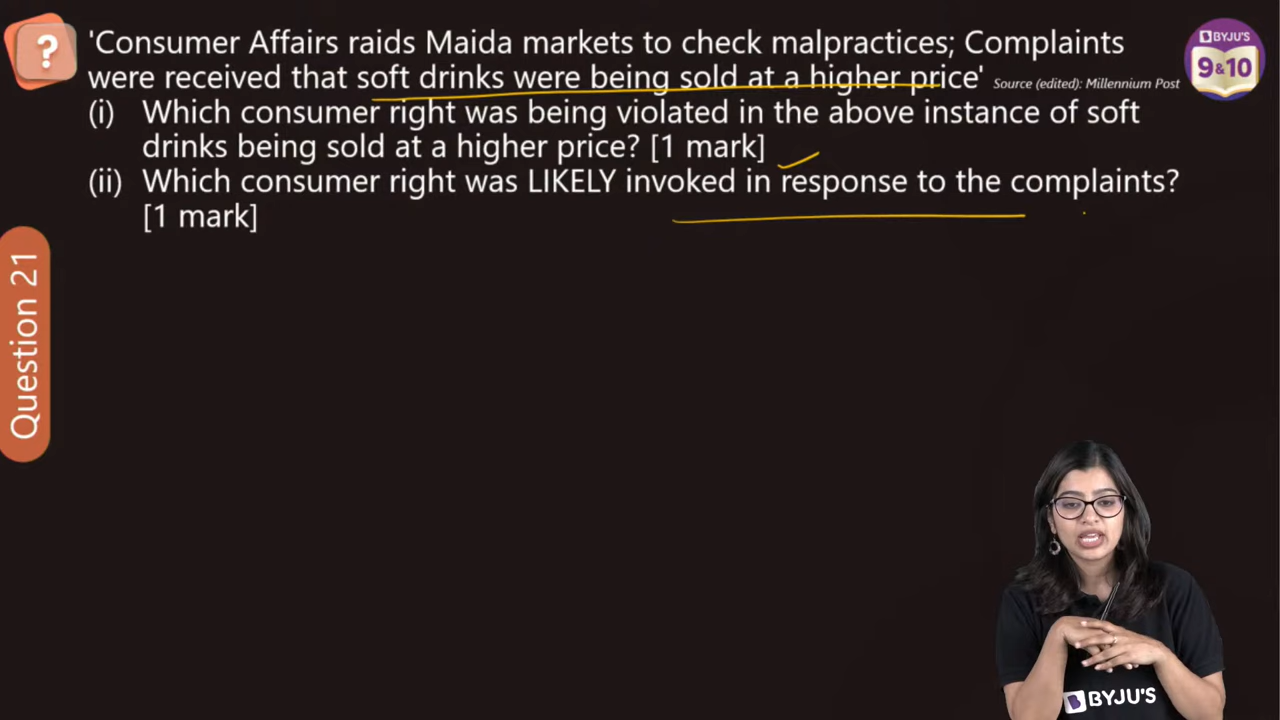 ?
'Consumer Affairs raids Maida markets to check malpractices; Complaints
were received that soft drinks were being sold at a higher price' Source (edited): Millennium Post
(i) Which consumer right was being violated in the above instance of soft
drinks being sold at a higher price? [1 mark]
(ii) Which consumer right was LIKELY invoked in response to the complaints?
[1 mark]
BYJU'S
9&10
Question 21
BYJU'S